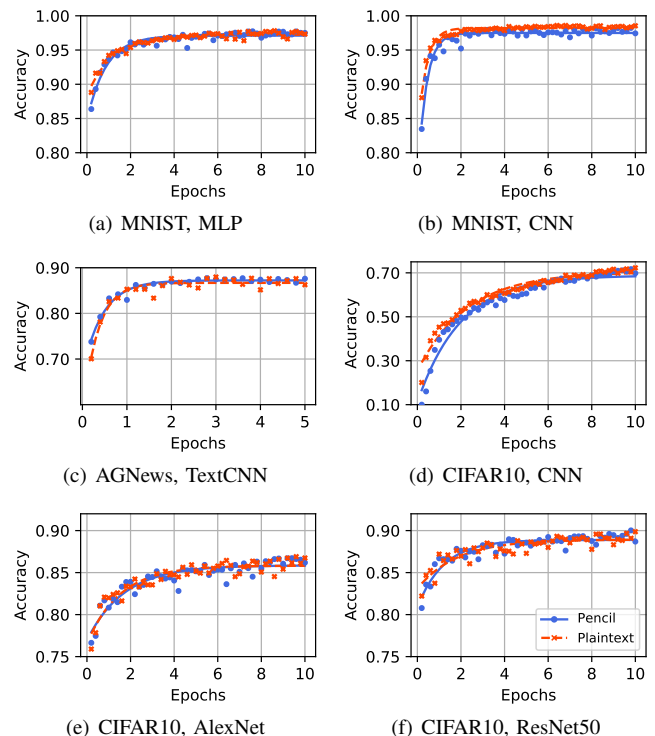 1.00
0.95
0.90
0.85
0.80
Accuracy
0 2 4 6 8 10
Epochs
(a) MNIST, MLP
1.00
0.95
0.90
0.85
0.80
Accuracy
0 2 4 6 8 10
Epochs
(b) MNIST, CNN
0.90
0.70
Accuracy
0 1 2 3 4 5
Epochs
(c) AGNews, TextCNN
0.70
0.50
0.30
0.10
Accuracy
0 2 4 6 8 10
Epochs
(d) CIFAR10, CNN
0.90
0.85
0.80
0.75
Accuracy
0 2 4 6 8 10
Epochs
(e) CIFAR10, AlexNet
0.90
0.85
0.80
0.75
Accuracy
0 2 4 6 8 10
Epochs
Pencil
Plaintext
(f) CIFAR10, ResNet50